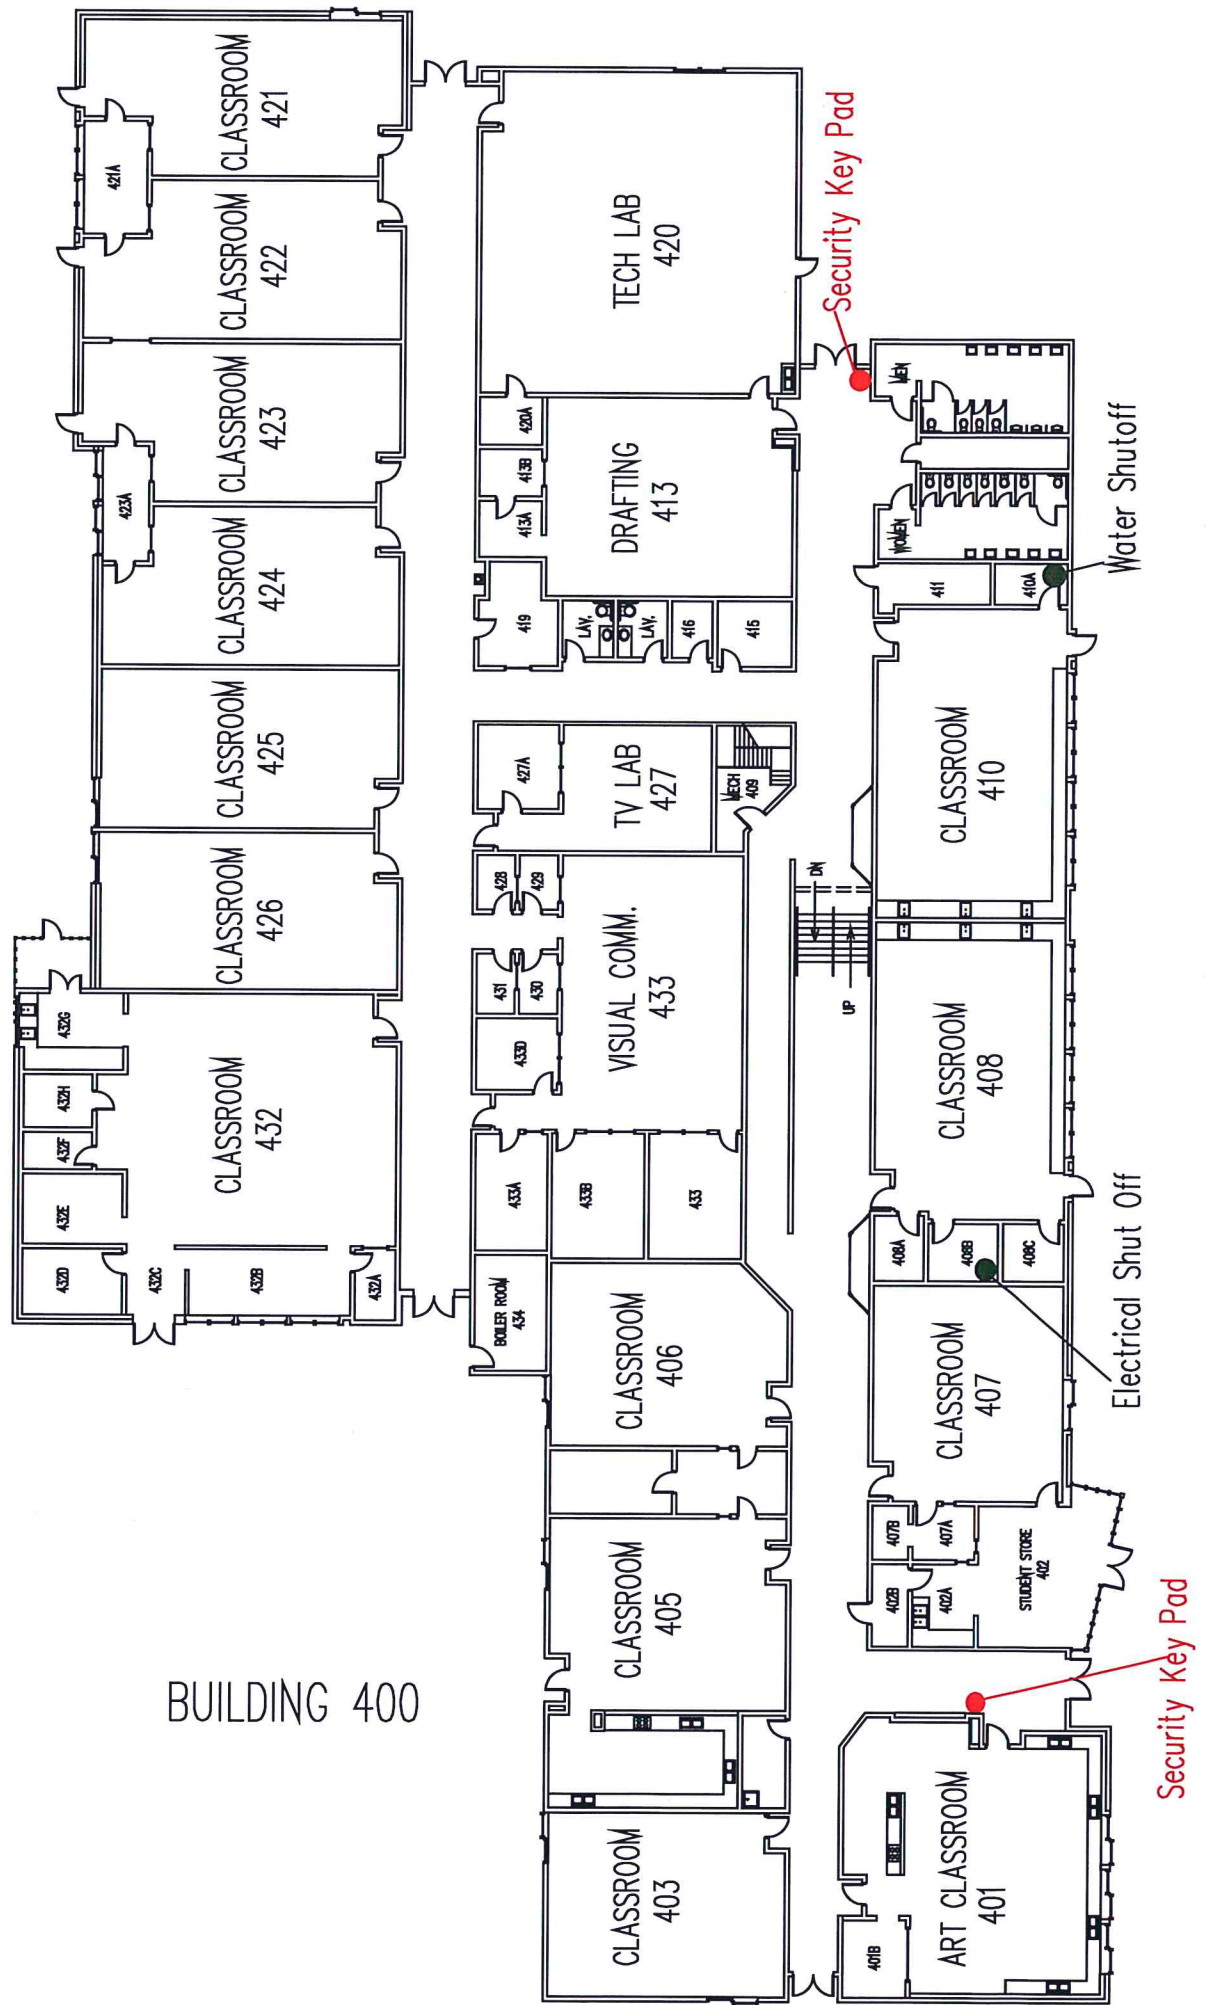 CLASSROOM
421
421A
CLASSROOM
422
CLASSROOM
423
423A
CLASSROOM
424
CLASSROOM
425
CLASSROOM
426
432G
432H
432F
432E
432D
432C
432B
432A
CLASSROOM
432
TECH LAB
420
420A
413B
413A
DRAFTING
413
419
LAV.
LAV.
416
415
427A
TV LAB
427
MECH
409
428
429
431
430
433D
VISUAL COMM.
433
433A
433B
433
BOILER ROOM
434
CLASSROOM
406
CLASSROOM
405
CLASSROOM
403
Security Key Pad
MEN
WOMEN
411
410A
Water Shutoff
CLASSROOM
410
DN
UP
CLASSROOM
408
408A
408B
408C
Electrical Shut Off
CLASSROOM
407
407B
407A
402B
402A
STUDENT STORE
402
Security Key Pad
ART CLASSROOM
401
401B
BUILDING 400